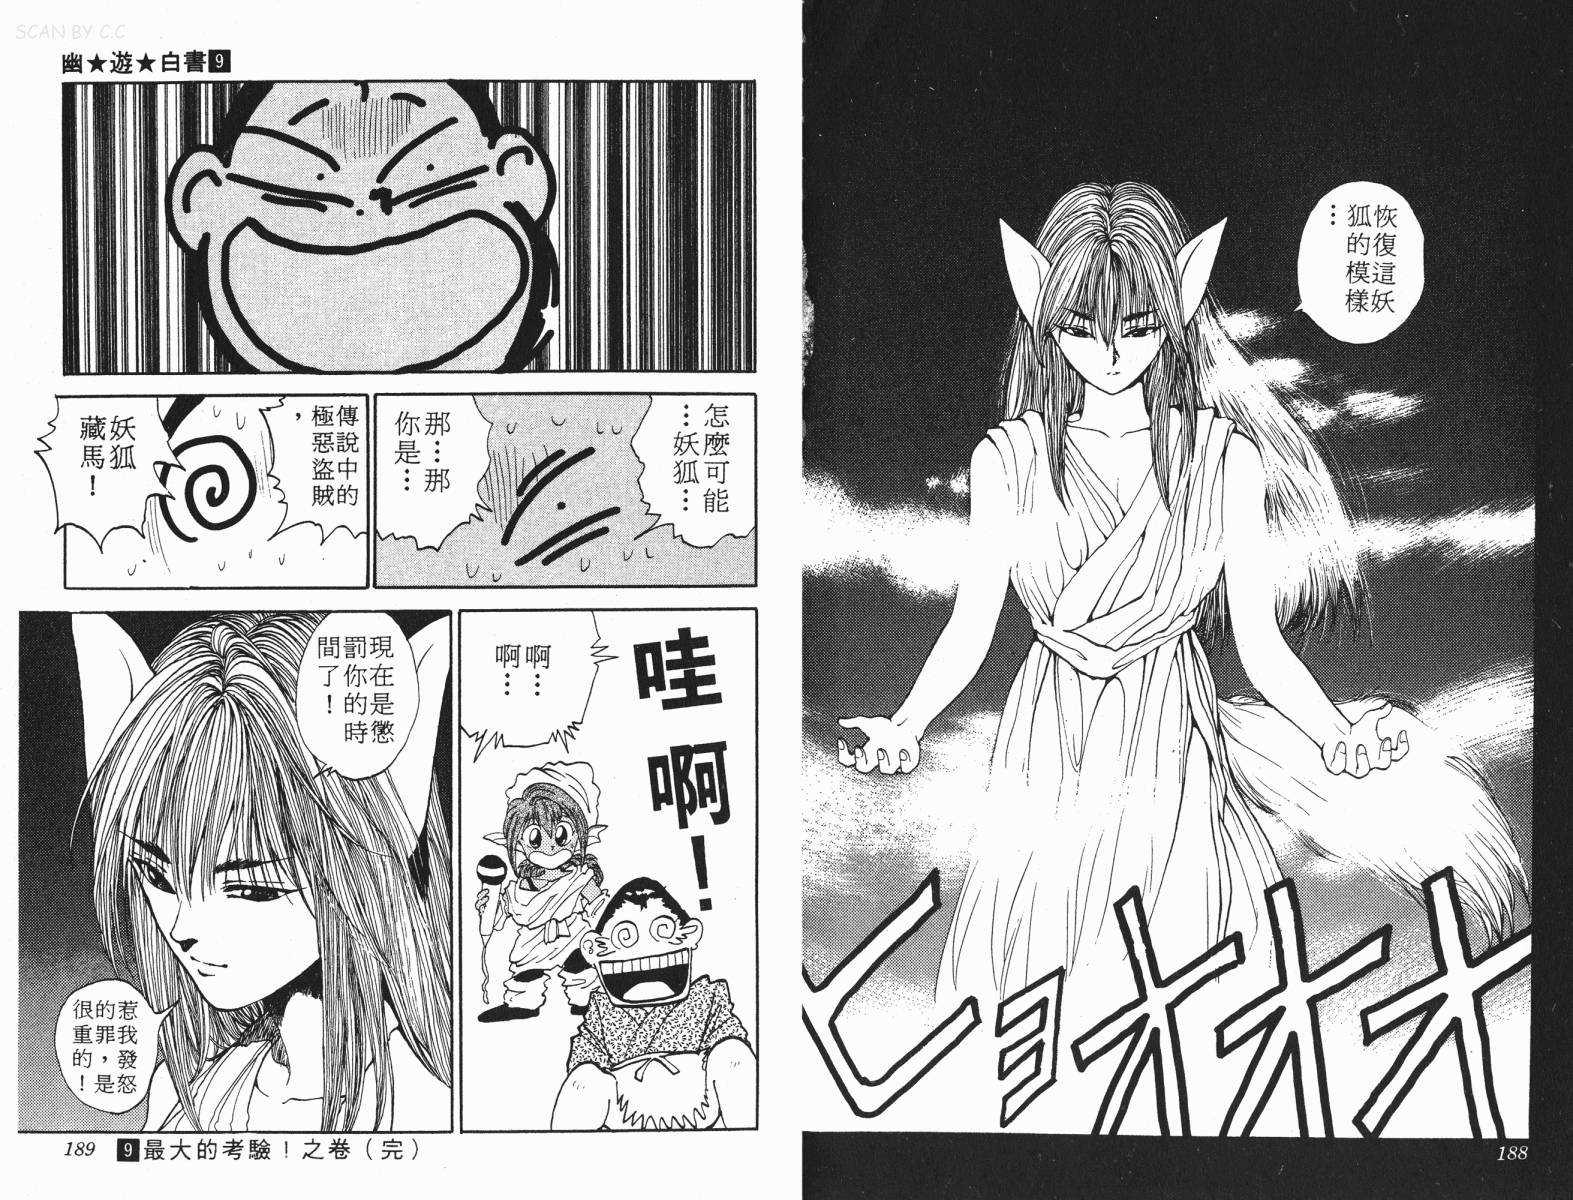 SCAN BY C.C
恢復這妖
狐的模樣
…
ヒョオオオ
188
幽★遊★白書9
怎麼可能
…妖狐…
那…那
你是…
傳說中的
極惡盜賊
，
妖狐
藏馬！
哇啊！
啊…
啊…
現在是懲
罰你的時
間了！
惹我發怒
的罪，是
很重的！
189
9最大的考驗！之卷（完）